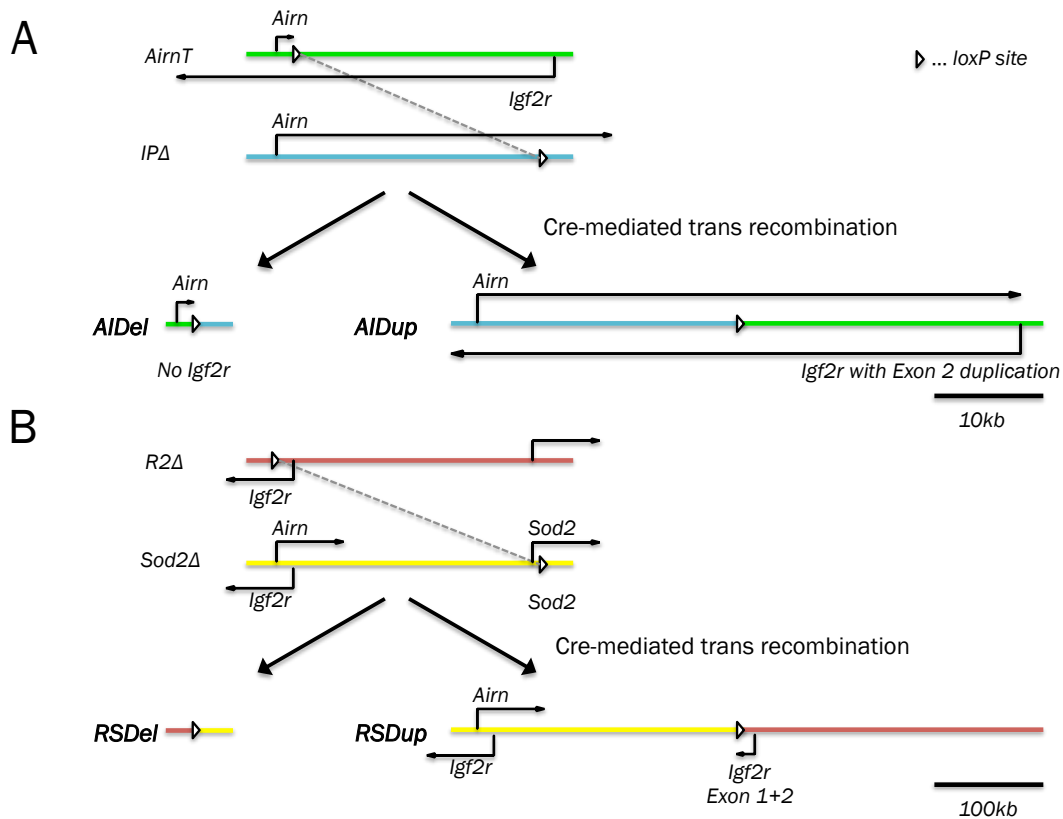 A
Airn
AirnT
... loxP site
Igf2r
Airn
IPΔ
Cre-mediated trans recombination
Airn
Airn
AIDel
AIDup
No Igf2r
Igf2r with Exon 2 duplication
10kb
B
R2Δ
Igf2r
Airn
Sod2
Sod2Δ
Igf2r
Sod2
Cre-mediated trans recombination
Airn
RSDel
RSDup
Igf2r
Igf2r
Exon 1+2
100kb